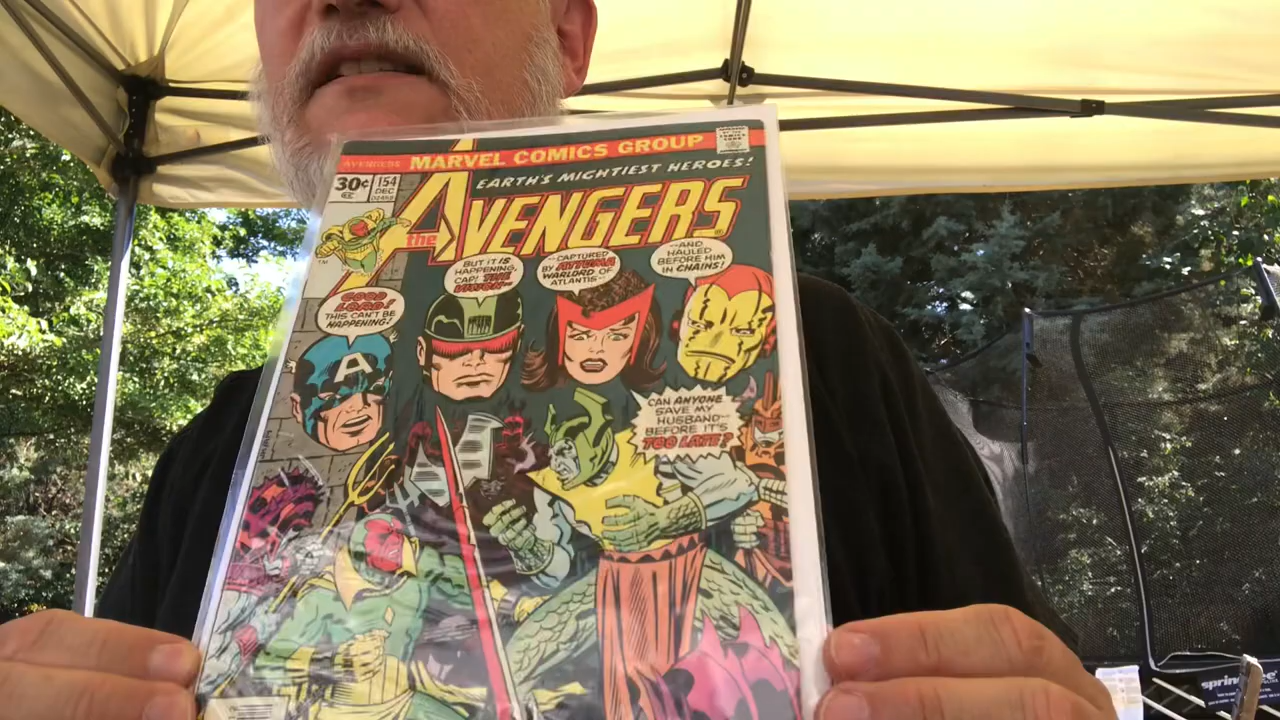 MARVEL COMICS GROUP
EARTH'S MIGHTIEST HEROES!
30¢
154
DEC
the AVENGERS
GOOD
LORD!
THIS CAN'T BE
HAPPENING!
BUT IT IS
HAPPENING,
CAP! THE
VISION--
--CAPTURED
BY ATTUMA
WARLORD OF
ATLANTIS--
--AND
HAULED
BEFORE HIM
IN CHAINS!
CAN ANYONE
SAVE MY
HUSBAND--
BEFORE IT'S
TOO LATE?
A